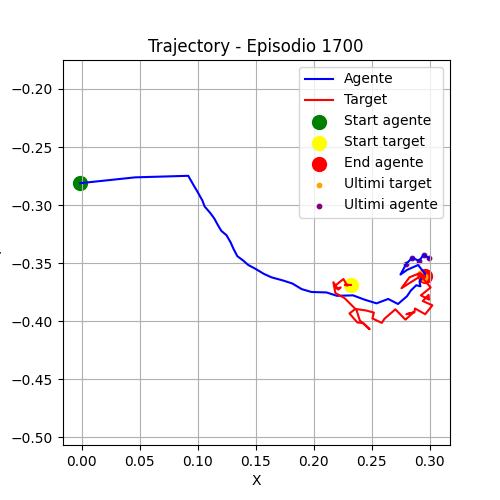 Trajectory - Episodio 1700
Agente
Target
Start agente
Start target
End agente
Ultimi target
Ultimi agente
−0.20
−0.25
−0.30
−0.35
−0.40
−0.45
−0.50
0.00 0.05 0.10 0.15 0.20 0.25 0.30
X